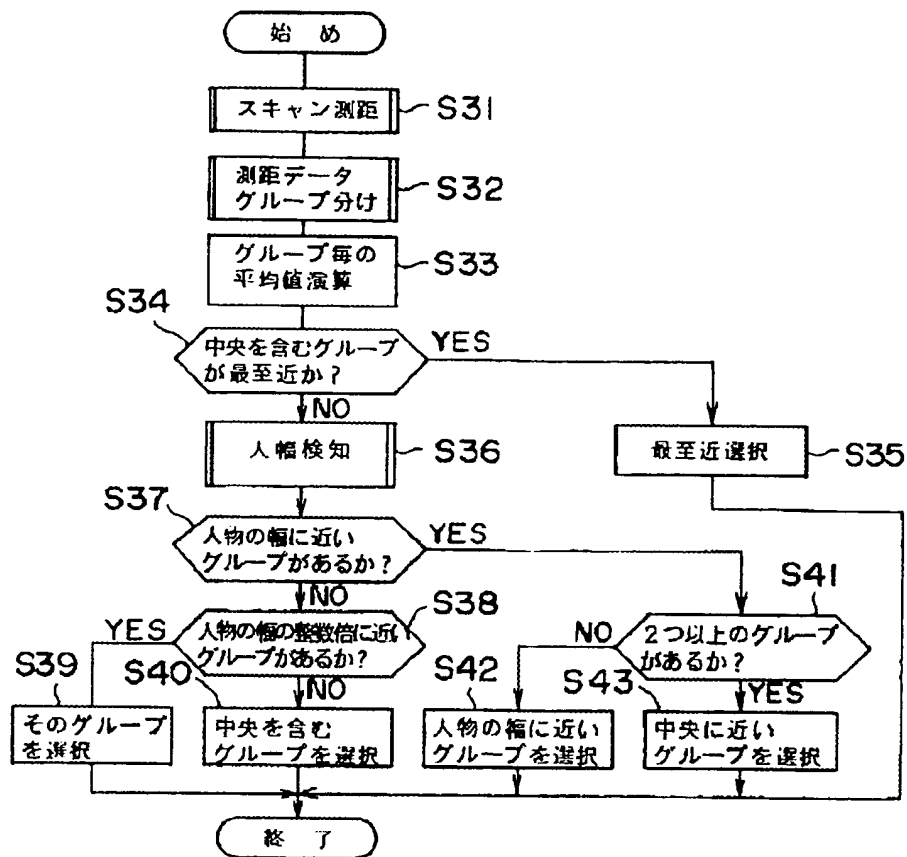 始 め
スキャン測距
S31
測距データ
グループ分け
S32
グループ毎の
平均値演算
S33
S34
中央を含むグループ
が最至近か?
YES
NO
人幅検知
S36
最至近選択
S35
S37
人物の幅に近い
グループがあるか?
YES
NO
S38
人物の幅の整数倍に近い
グループがあるか?
YES
NO
S41
2つ以上のグループ
があるか?
NO
YES
S39
そのグループ
を選択
S40
中央を含む
グループを選択
S42
人物の幅に近い
グループを選択
S43
中央に近い
グループを選択
終 了